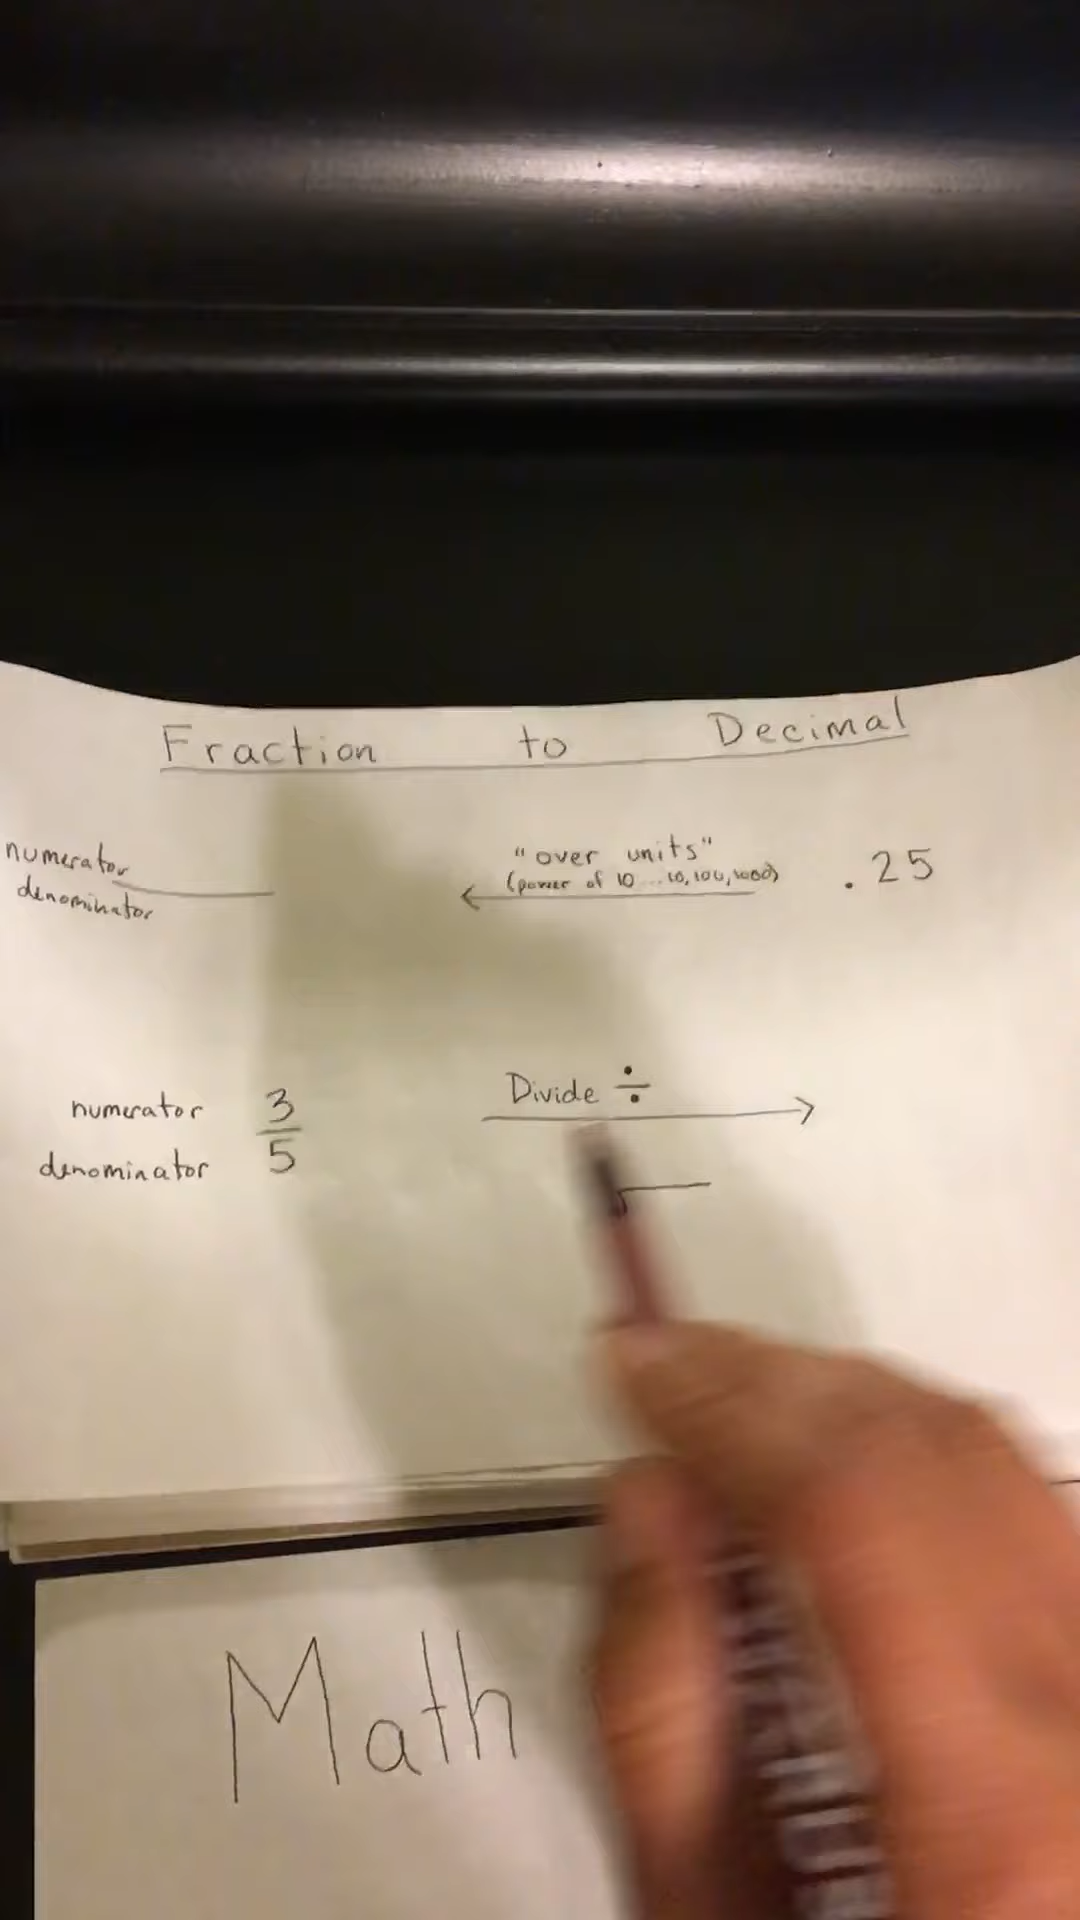 Fraction to Decimal
numerator
denominator
"over units"
(power of 10...10,100,1000)
.25
numerator 3
denominator 5
Divide ÷
Math